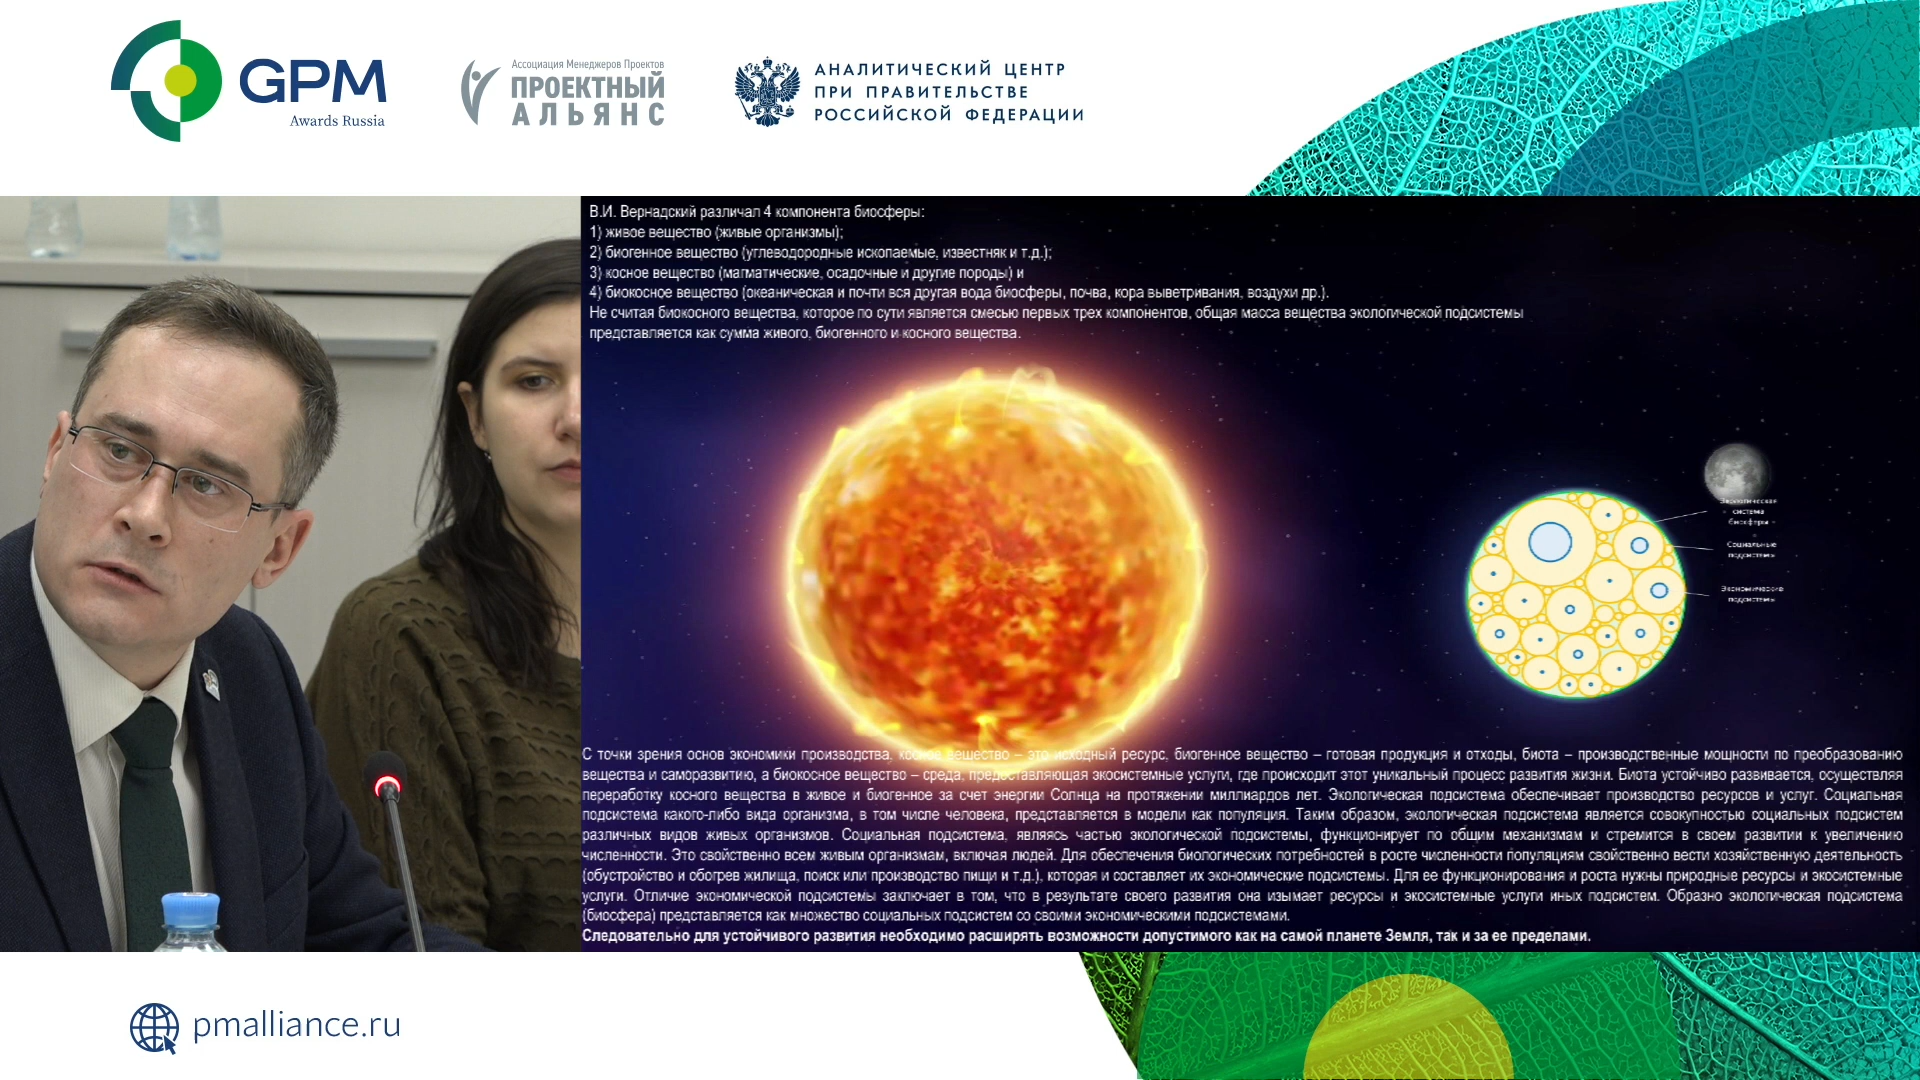 GPM
Awards Russia
Ассоциация Менеджеров Проектов
ПРОЕКТНЫЙ
АЛЬЯНС
АНАЛИТИЧЕСКИЙ ЦЕНТР
ПРИ ПРАВИТЕЛЬСТВЕ
РОССИЙСКОЙ ФЕДЕРАЦИИ
В.И. Вернадский различал 4 компонента биосферы:
1) живое вещество (живые организмы);
2) биогенное вещество (углеводородные ископаемые, известняк и т.д.);
3) косное вещество (магматические, осадочные и другие породы) и
4) биокосное вещество (океаническая и почти вся другая вода биосферы, почва, кора выветривания, воздухи др.).
Не считая биокосного вещества, которое по сути является смесью первых трех компонентов, общая масса вещества экологической подсистемы
представляется как сумма живого, биогенного и косного вещества.
Экологическая
система
биосферы
Социальные
подсистемы
Экономические
подсистемы
С точки зрения основ экономики производства, косное вещество – это исходный ресурс, биогенное вещество – готовая продукция и отходы, биота – производственные мощности по преобразованию
вещества и саморазвитию, а биокосное вещество – среда, предоставляющая экосистемные услуги, где происходит этот уникальный процесс развития жизни. Биота устойчиво развивается, осуществляя
переработку косного вещества в живое и биогенное за счет энергии Солнца на протяжении миллиардов лет. Экологическая подсистема обеспечивает производство ресурсов и услуг. Социальная
подсистема какого-либо вида организма, в том числе человека, представляется в модели как популяция. Таким образом, экологическая подсистема является совокупностью социальных подсистем
различных видов живых организмов. Социальная подсистема, являясь частью экологической подсистемы, функционирует по общим механизмам и стремится в своем развитии к увеличению
численности. Это свойственно всем живым организмам, включая людей. Для обеспечения биологических потребностей в росте численности популяциям свойственно вести хозяйственную деятельность
(обустройство и обогрев жилища, поиск или производство пищи и т.д.), которая и составляет их экономические подсистемы. Для ее функционирования и роста нужны природные ресурсы и экосистемные
услуги. Отличие экономической подсистемы заключает в том, что в результате своего развития она изымает ресурсы и экосистемные услуги иных подсистем. Образно экологическая подсистема
(биосфера) представляется как множество социальных подсистем со своими экономическими подсистемами.
Следовательно для устойчивого развития необходимо расширять возможности допустимого как на самой планете Земля, так и за ее пределами.
pmalliance.ru